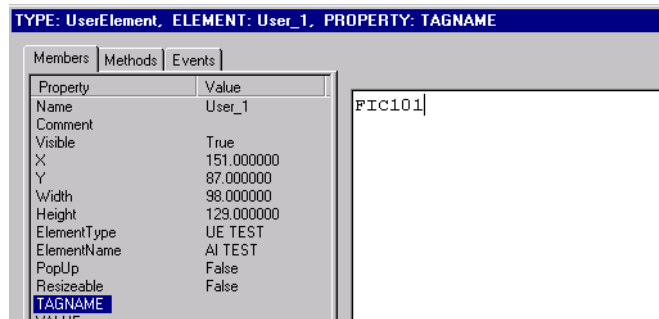 TYPE: UserElement, ELEMENT: User_1, PROPERTY: TAGNAME
Members Methods Events
Property Value
Name User_1
Comment
Visible True
X 151.000000
Y 87.000000
Width 98.000000
Height 129.000000
ElementType UE TEST
ElementName AI TEST
PopUp False
Resizeable False
TAGNAME
VALUE
FIC101